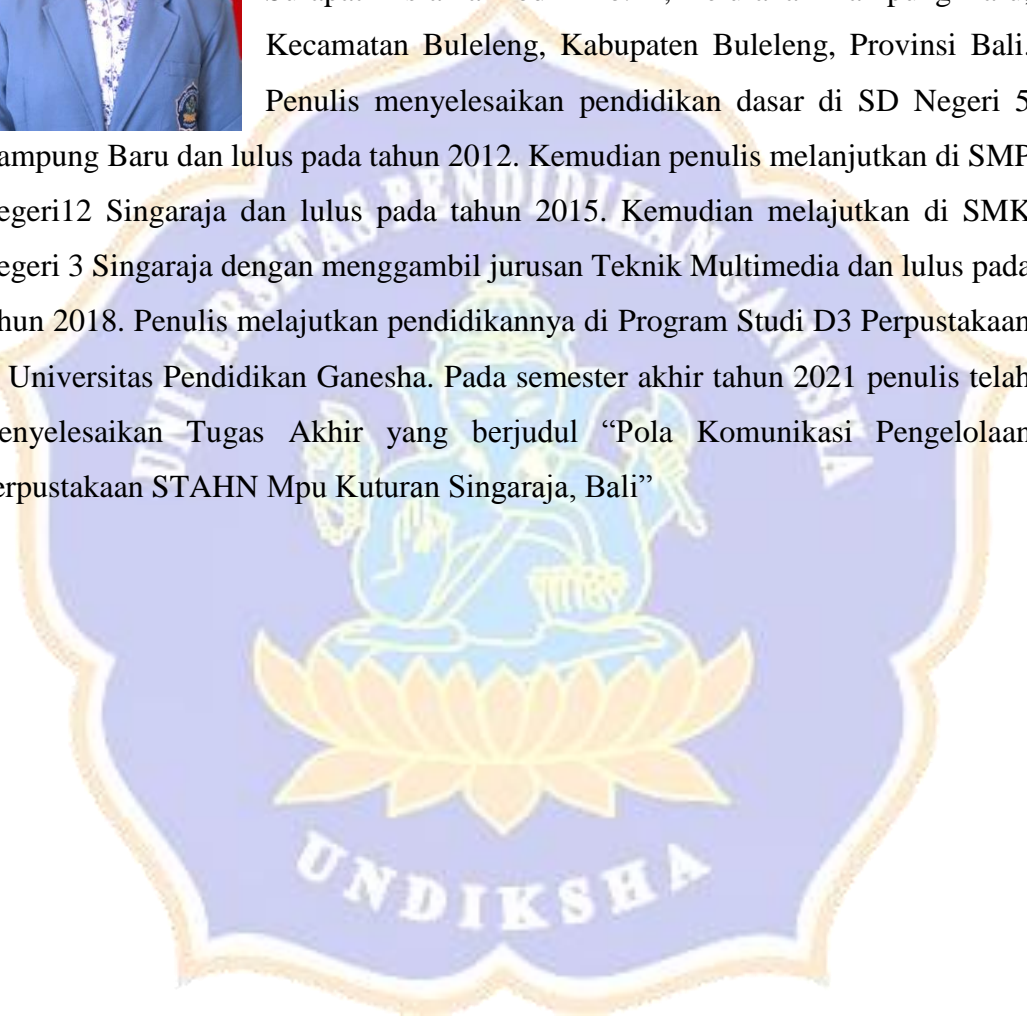 Kecamatan Buleleng, Kabupaten Buleleng, Provinsi Bali.
Penulis menyelesaikan pendidikan dasar di SD Negeri 5
ampung Baru dan lulus pada tahun 2012. Kemudian penulis melanjutkan di SMP
egeri12 Singaraja dan lulus pada tahun 2015. Kemudian melajutkan di SMK
egeri 3 Singaraja dengan menggambil jurusan Teknik Multimedia dan lulus pada
hun 2018. Penulis melajutkan pendidikannya di Program Studi D3 Perpustakaan
Universitas Pendidikan Ganesha. Pada semester akhir tahun 2021 penulis telah
enyelesaikan Tugas Akhir yang berjudul “Pola Komunikasi Pengelolaan
erpustakaan STAHN Mpu Kuturan Singaraja, Bali”
UNIVERSITAS PENDIDIKAN GANESHA
UNDIKSHA